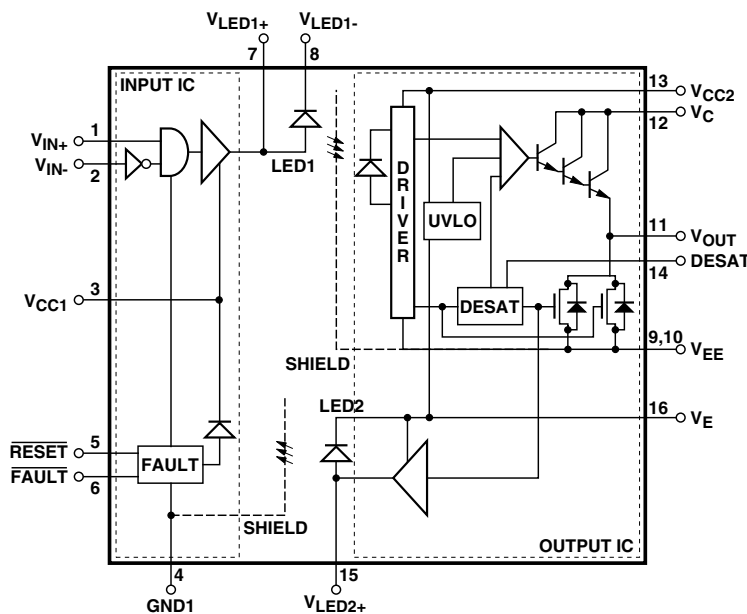 VLED1+
VLED1-
7
8
INPUT IC
13
VCC2
12
VC
VIN+
1
VIN-
2
LED1
D
R
I
V
E
R
UVLO
11
VOUT
DESAT
14
VCC1
3
DESAT
9,10
VEE
SHIELD
LED2
16
VE
RESET
5
FAULT
6
FAULT
SHIELD
OUTPUT IC
4
15
GND1
VLED2+